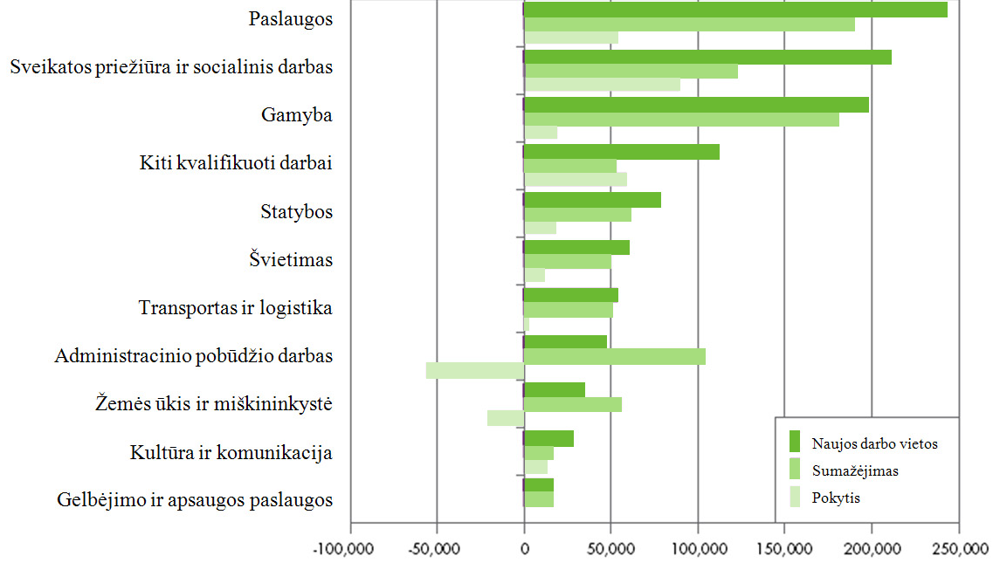 Paslaugos
Sveikatos priežiūra ir socialinis darbas
Gamyba
Kiti kvalifikuoti darbai
Statybos
Švietimas
Transportas ir logistika
Administracinio pobūdžio darbas
Žemės ūkis ir miškininkystė
Kultūra ir komunikacija
Gelbėjimo ir apsaugos paslaugos
Naujos darbo vietos
Sumažėjimas
Pokytis
-100,000 -50,000 0 50,000 100,000 150,000 200,000 250,000